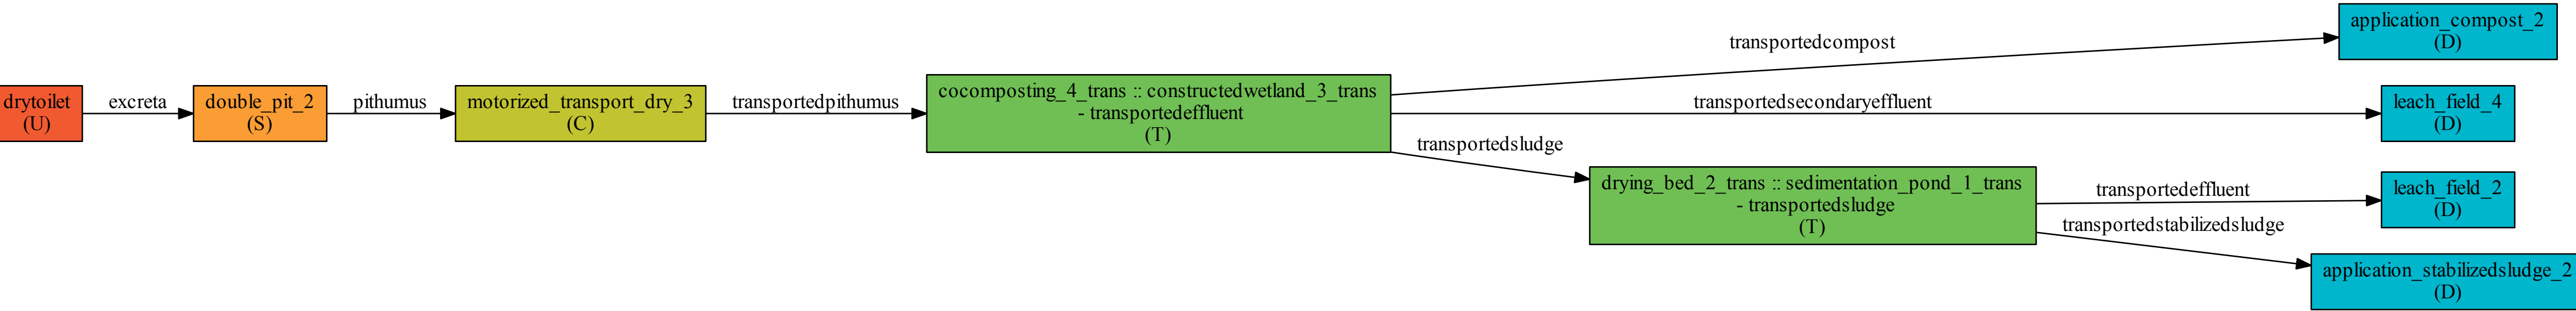 drytoilet
(U)
excreta
double_pit_2
(S)
pithumus
motorized_transport_dry_3
(C)
transportedpithumus
cocomposting_4_trans :: constructedwetland_3_trans
- transportedeffluent
(T)
transportedcompost
application_compost_2
(D)
transportedsecondaryeffluent
leach_field_4
(D)
transportedsludge
drying_bed_2_trans :: sedimentation_pond_1_trans
- transportedsludge
(T)
transportedeffluent
leach_field_2
(D)
transportedstabilizedsludge
application_stabilizedsludge_2
(D)